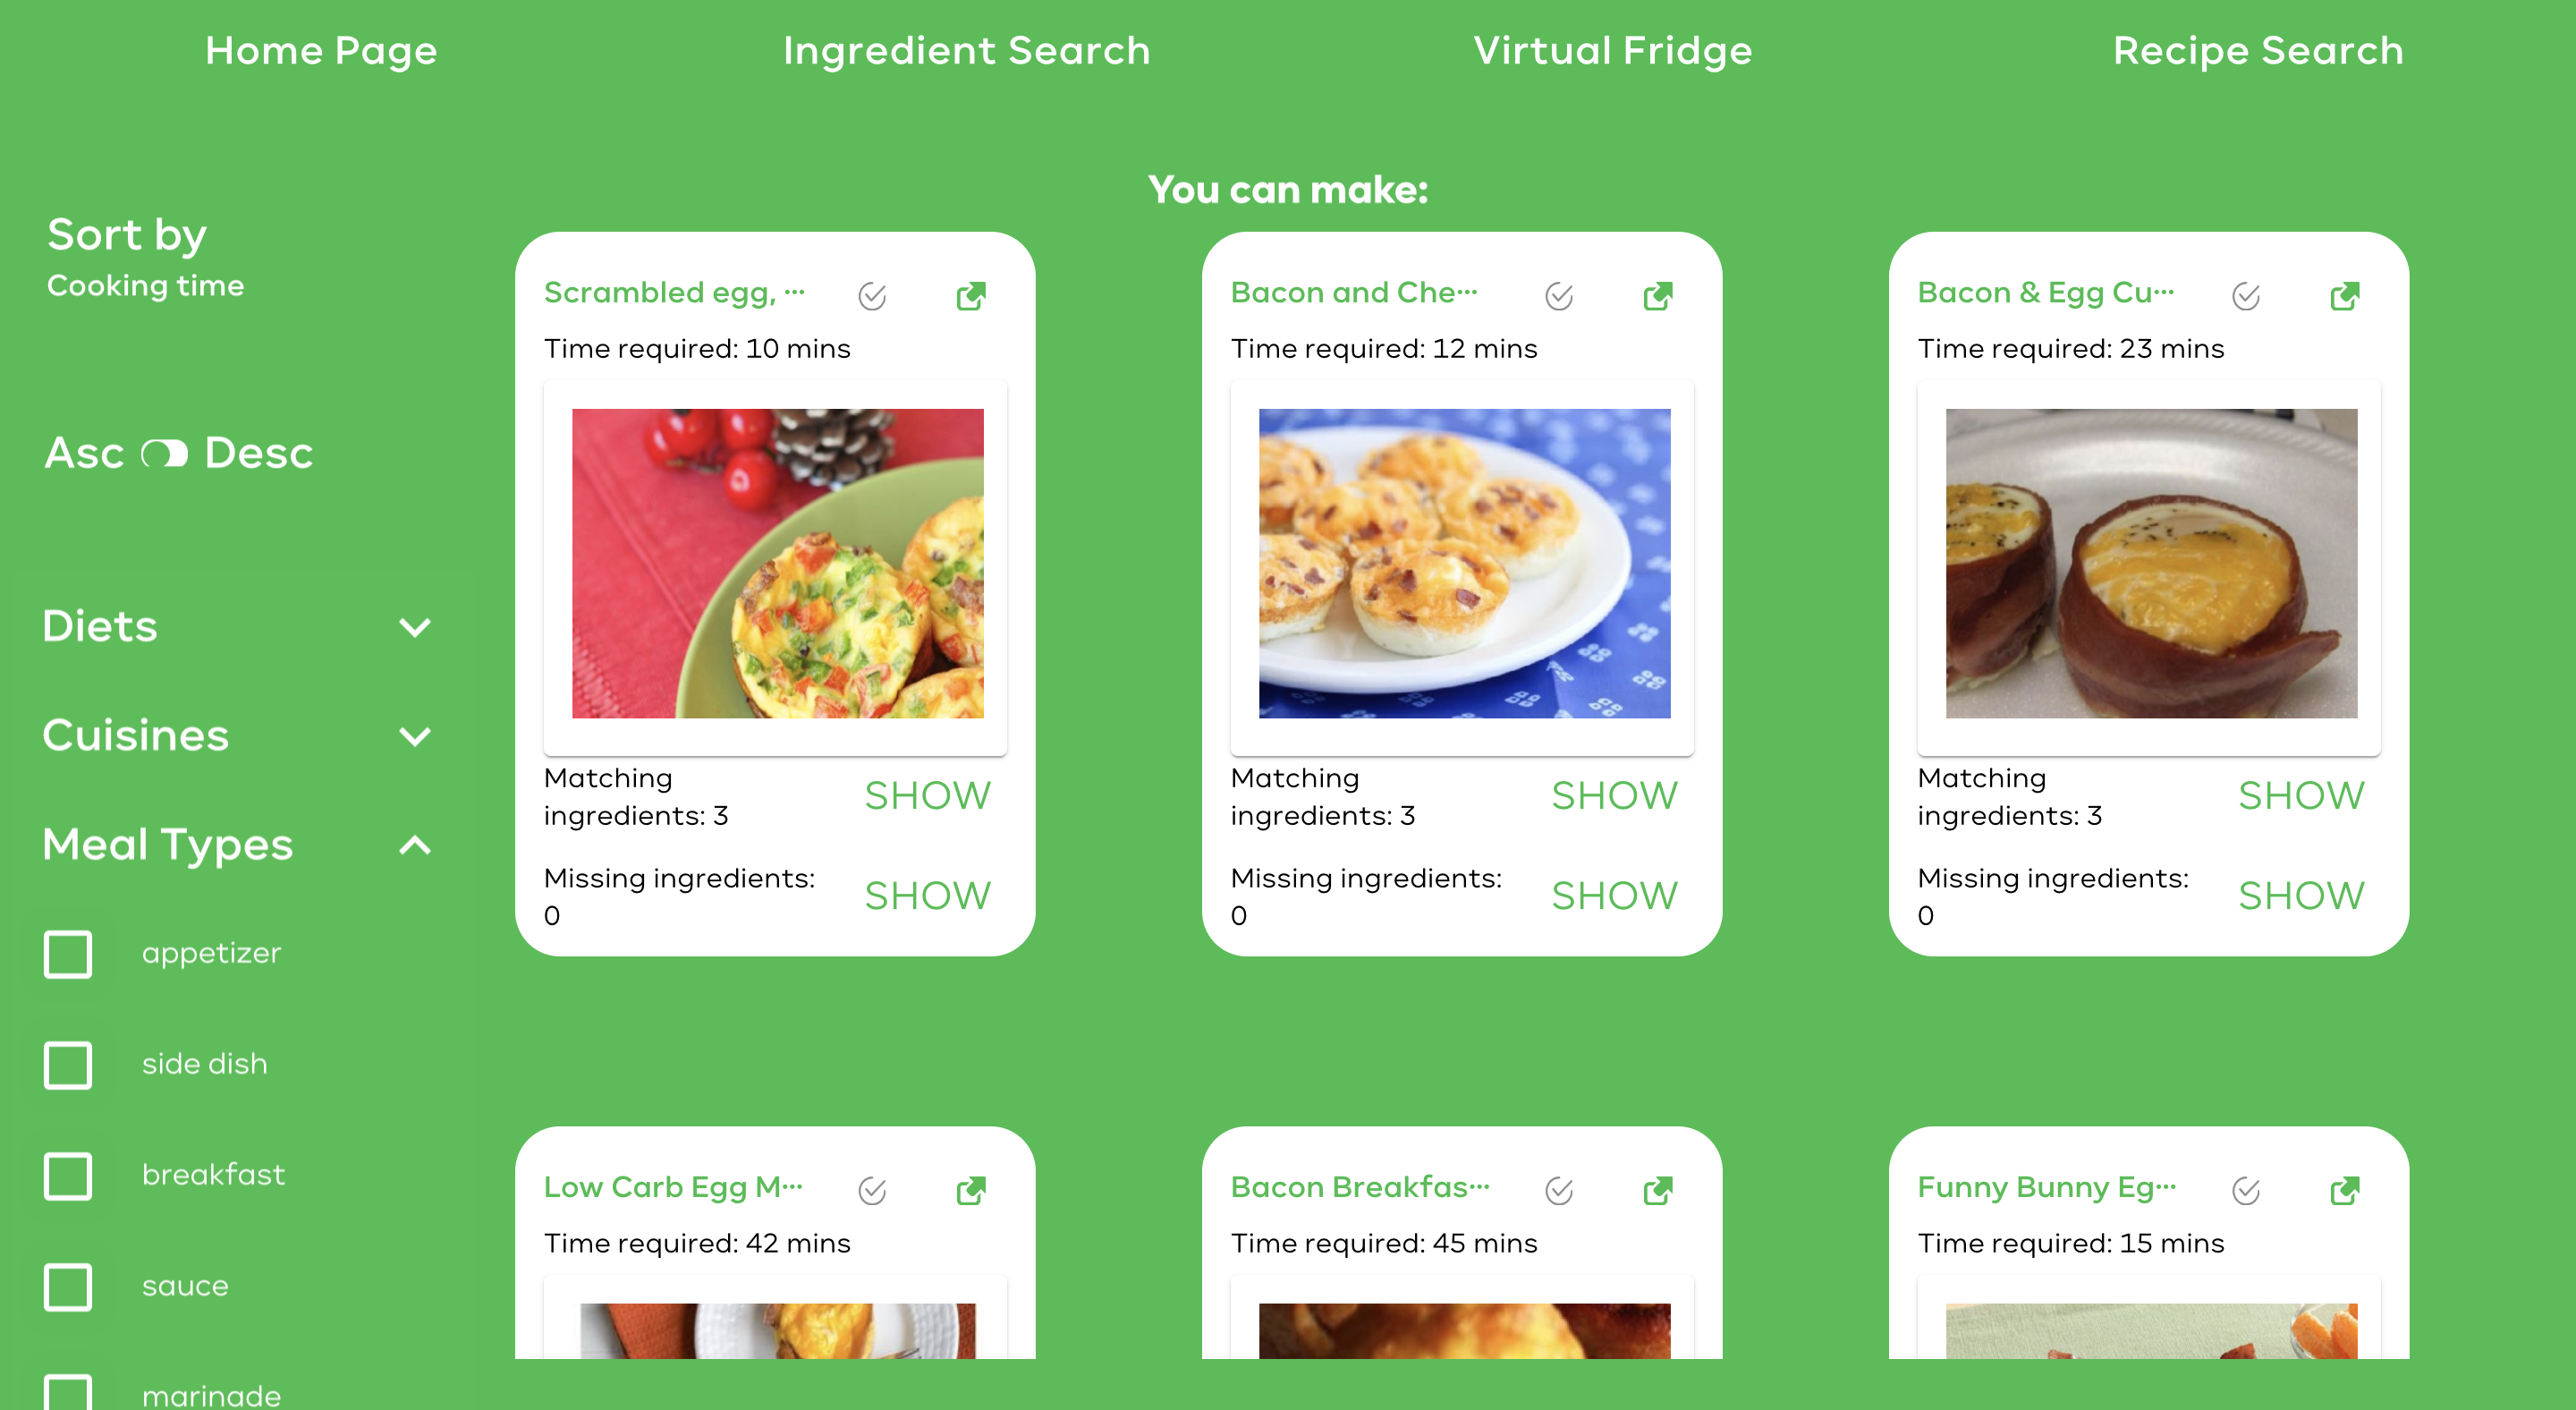 Home Page
Ingredient Search
Virtual Fridge
Recipe Search
You can make:
Sort by
Cooking time
Asc
Desc
Diets
Cuisines
Meal Types
appetizer
side dish
breakfast
sauce
marinade
Scrambled egg, ...
Time required: 10 mins
Matching
ingredients: 3
SHOW
Missing ingredients:
0
SHOW
Bacon and Che...
Time required: 12 mins
Matching
ingredients: 3
SHOW
Missing ingredients:
0
SHOW
Bacon & Egg Cu...
Time required: 23 mins
Matching
ingredients: 3
SHOW
Missing ingredients:
0
SHOW
Low Carb Egg M...
Time required: 42 mins
Bacon Breakfas...
Time required: 45 mins
Funny Bunny Eg...
Time required: 15 mins